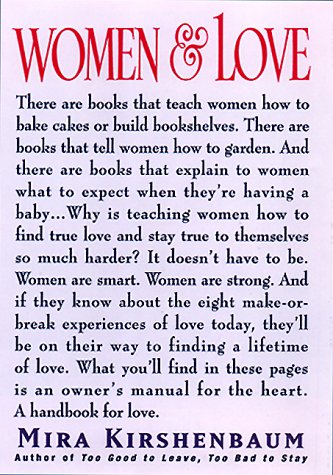 WOMEN & LOVE
There are books that teach women how to
bake cakes or build bookshelves. There are
books that tell women how to garden. And
there are books that explain to women
what to expect when they're having a
baby...Why is teaching women how to
find true love and stay true to themselves
so much harder? It doesn't have to be.
Women are smart. Women are strong. And
if they know about the eight make-or-
break experiences of love today, they'll
be on their way to finding a lifetime
of love. What you'll find in these pages
is an owner's manual for the heart.
A handbook for love.
MIRA KIRSHENBAUM
Author of Too Good to Leave, Too Bad to Stay